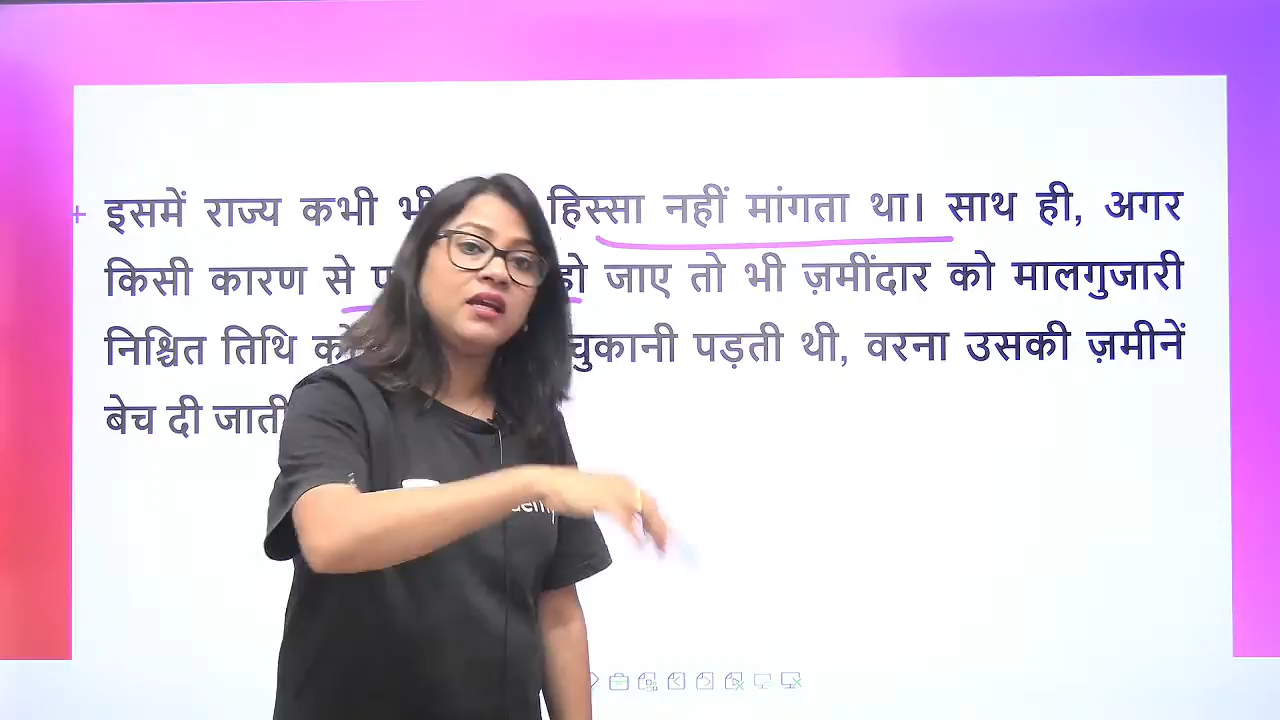 + इसमें राज्य कभी भी हिस्सा नहीं मांगता था। साथ ही, अगर
किसी कारण से हो जाए तो भी ज़मींदार को मालगुजारी
निश्चित तिथि को चुकानी पड़ती थी, वरना उसकी ज़मीनें
बेच दी जाती